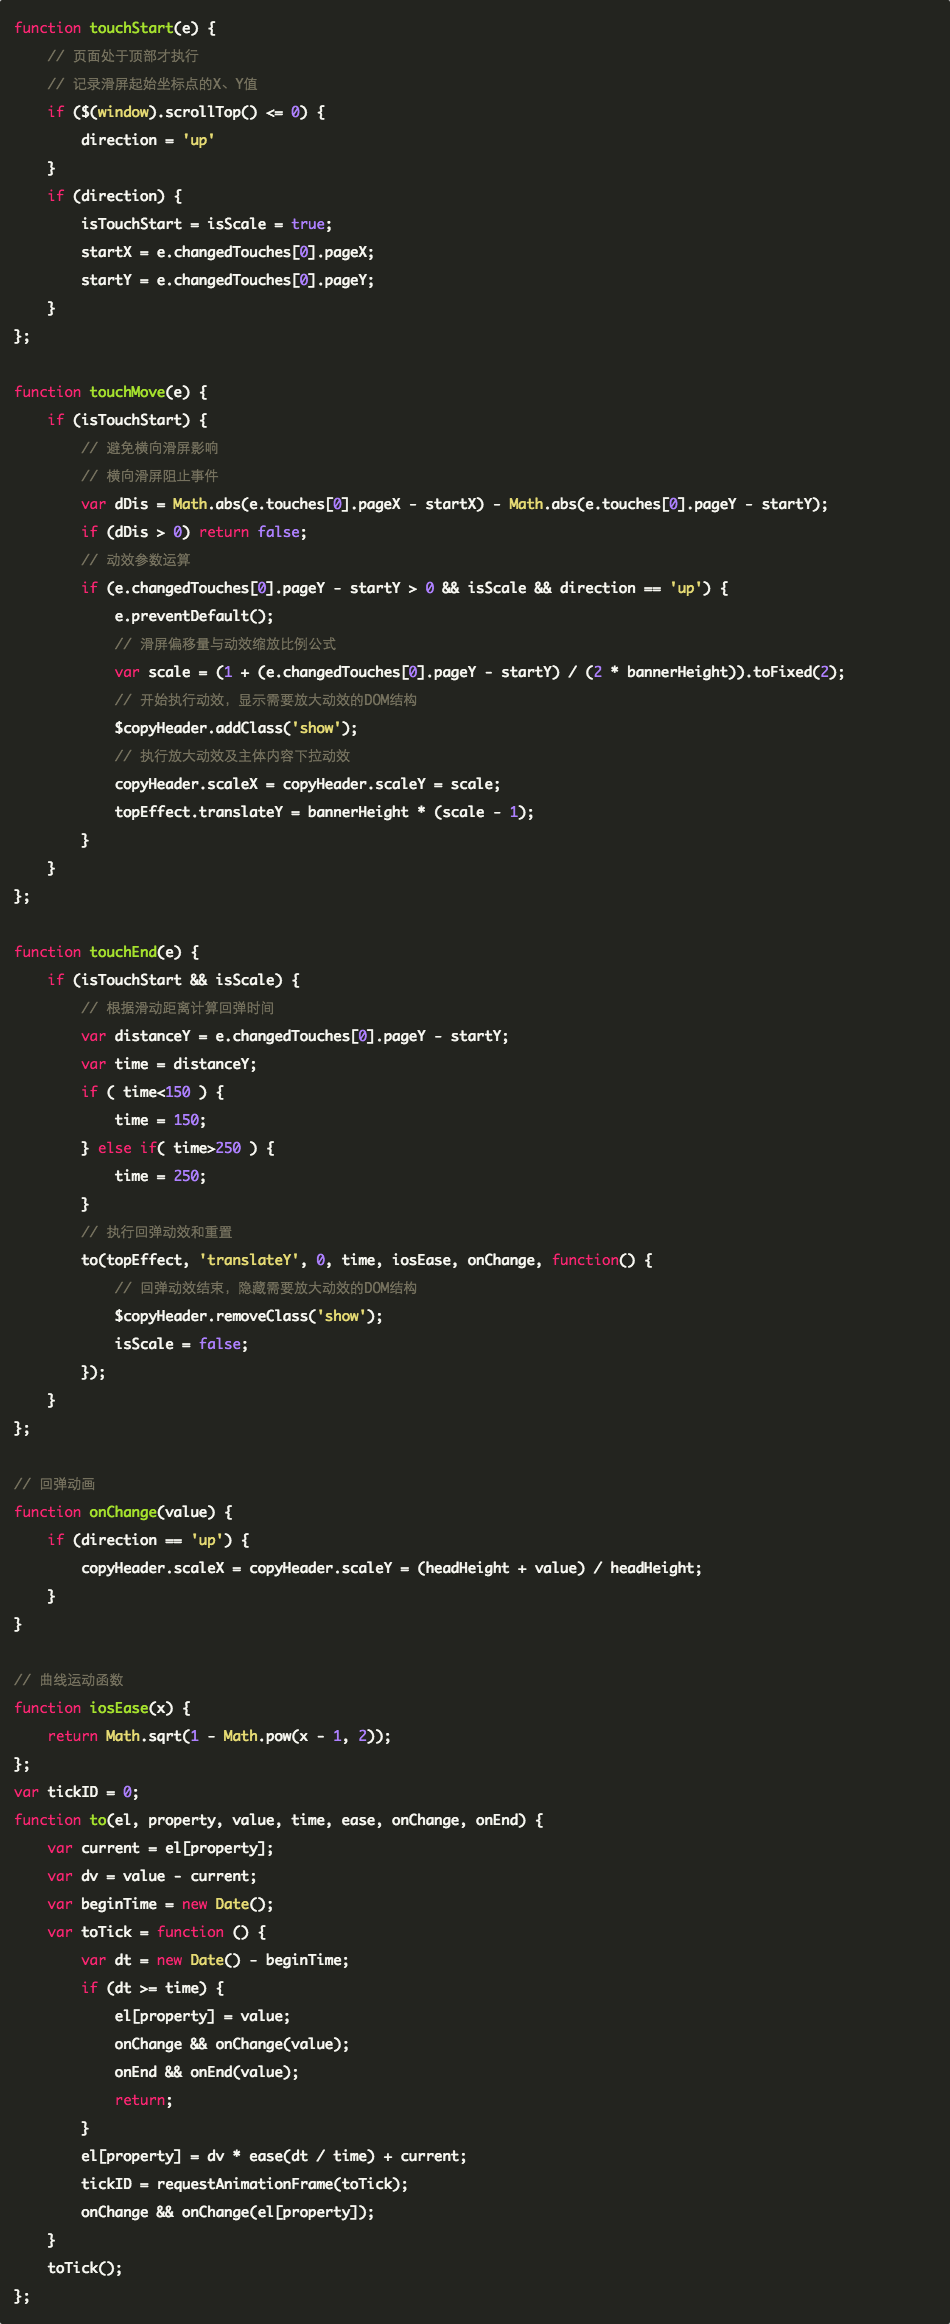 function touchStart(e) {
    // 页面处于顶部才执行
    // 记录滑屏起始坐标点的X、Y值
    if ($(window).scrollTop() <= 0) {
        direction = 'up'
    }
    if (direction) {
        isTouchStart = isScale = true;
        startX = e.changedTouches[0].pageX;
        startY = e.changedTouches[0].pageY;
    }
};

function touchMove(e) {
    if (isTouchStart) {
        // 避免横向滑屏影响
        // 横向滑屏阻止事件
        var dDis = Math.abs(e.touches[0].pageX - startX) - Math.abs(e.touches[0].pageY - startY);
        if (dDis > 0) return false;
        // 动效参数运算
        if (e.changedTouches[0].pageY - startY > 0 && isScale && direction == 'up') {
            e.preventDefault();
            // 滑屏偏移量与动效缩放比例公式
            var scale = (1 + (e.changedTouches[0].pageY - startY) / (2 * bannerHeight)).toFixed(2);
            // 开始执行动效，显示需要放大动效的DOM结构
            $copyHeader.addClass('show');
            // 执行放大动效及主体内容下拉动效
            copyHeader.scaleX = copyHeader.scaleY = scale;
            topEffect.translateY = bannerHeight * (scale - 1);
        }
    }
};

function touchEnd(e) {
    if (isTouchStart && isScale) {
        // 根据滑动距离计算回弹时间
        var distanceY = e.changedTouches[0].pageY - startY;
        var time = distanceY;
        if ( time<150 ) {
            time = 150;
        } else if( time>250 ) {
            time = 250;
        }
        // 执行回弹动效和重置
        to(topEffect, 'translateY', 0, time, iosEase, onChange, function() {
            // 回弹动效结束，隐藏需要放大动效的DOM结构
            $copyHeader.removeClass('show');
            isScale = false;
        });
    }
};

// 回弹动画
function onChange(value) {
    if (direction == 'up') {
        copyHeader.scaleX = copyHeader.scaleY = (headHeight + value) / headHeight;
    }
}

// 曲线运动函数
function iosEase(x) {
    return Math.sqrt(1 - Math.pow(x - 1, 2));
};
var tickID = 0;
function to(el, property, value, time, ease, onChange, onEnd) {
    var current = el[property];
    var dv = value - current;
    var beginTime = new Date();
    var toTick = function () {
        var dt = new Date() - beginTime;
        if (dt >= time) {
            el[property] = value;
            onChange && onChange(value);
            onEnd && onEnd(value);
            return;
        }
        el[property] = dv * ease(dt / time) + current;
        tickID = requestAnimationFrame(toTick);
        onChange && onChange(el[property]);
    }
    toTick();
};